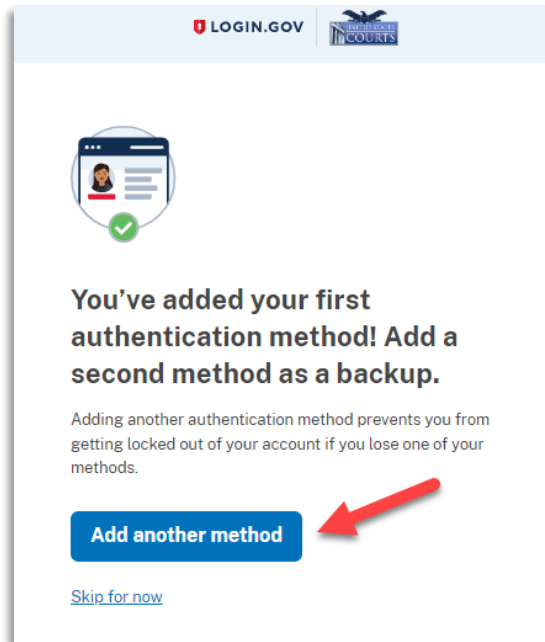 LOGIN.GOV
UNITED STATES
COURTS
You’ve added your first
authentication method! Add a
second method as a backup.
Adding another authentication method prevents you from
getting locked out of your account if you lose one of your
methods.
Add another method
Skip for now